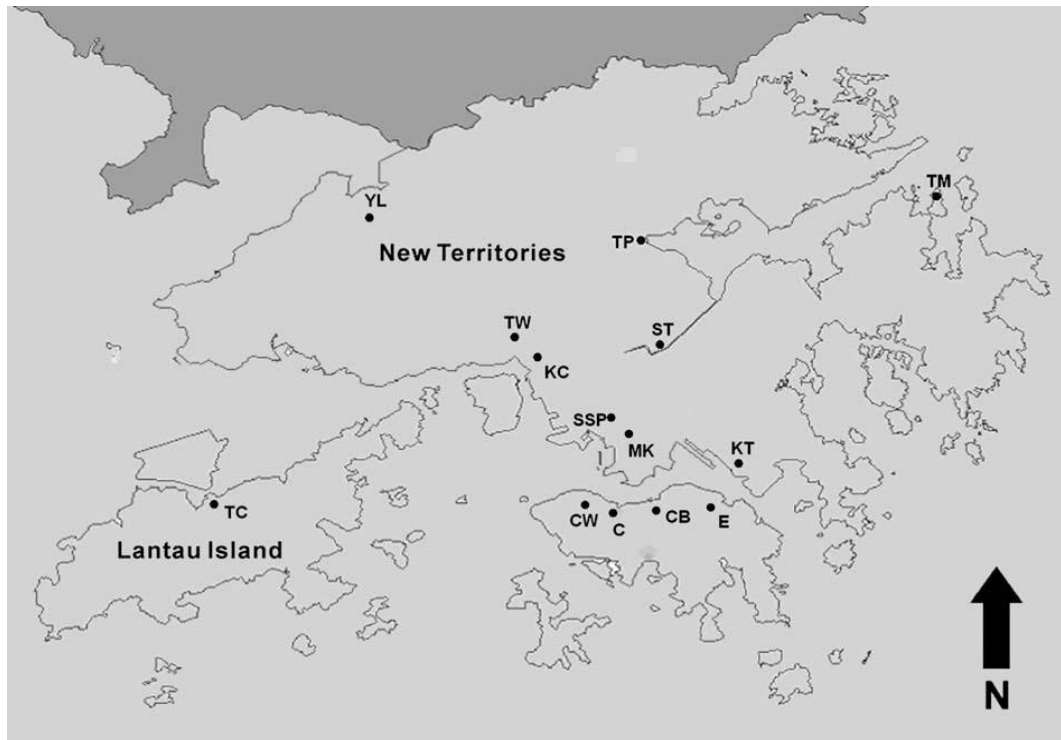 TM
YL
TP
New Territories
TW
ST
KC
SSP
MK
KT
TC
CW
C
CB
E
Lantau Island
N